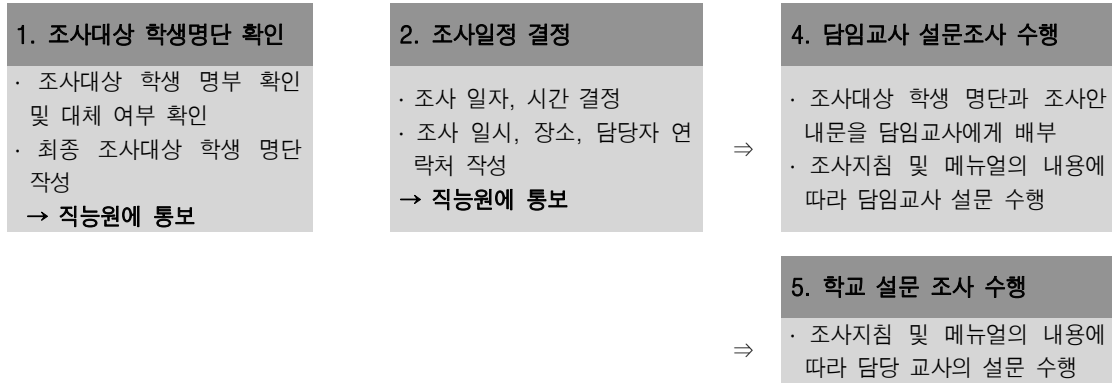 1. 조사대상 학생명단 확인
· 조사대상 학생 명부 확인
및 대체 여부 확인
· 최종 조사대상 학생 명단
작성
→ 직능원에 통보
2. 조사일정 결정
· 조사 일자, 시간 결정
· 조사 일시, 장소, 담당자 연
락처 작성
→ 직능원에 통보
⇒
4. 담임교사 설문조사 수행
· 조사대상 학생 명단과 조사안
내문을 담임교사에게 배부
· 조사지침 및 메뉴얼의 내용에
따라 담임교사 설문 수행
⇒
5. 학교 설문 조사 수행
· 조사지침 및 메뉴얼의 내용에
따라 담당 교사의 설문 수행